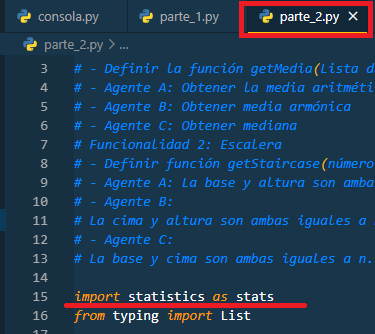 consola.py parte_1.py parte_2.py
parte_2.py > ...
3 # - Definir la función getMedia(Lista d
4 # - Agente A: Obtener la media aritméti
5 # - Agente B: Obtener media armónica
6 # - Agente C: Obtener mediana
7 # Funcionalidad 2: Escalera
8 # - Definir función getStaircase(número
9 # - Agente A: La base y altura son amba
10 # - Agente B:
11 # La cima y altura son ambas iguales a
12 # - Agente C:
13 # La base y cima son ambas iguales a n.
14
15 import statistics as stats
16 from typing import List
17